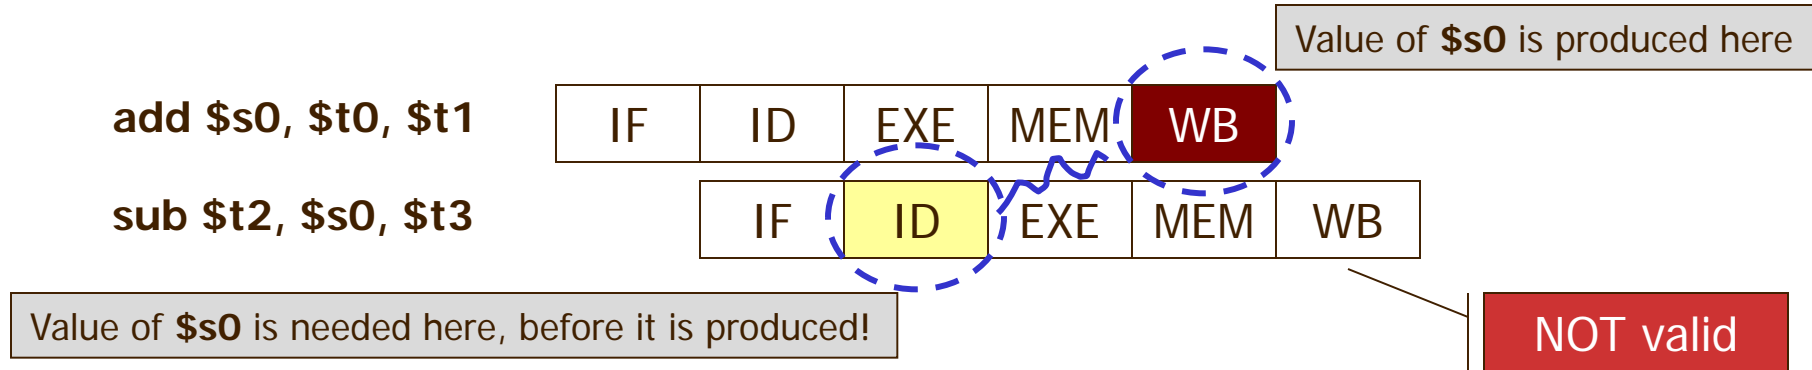 Value of $s0 is produced here
add $s0, $t0, $t1 IF ID EXE MEM WB
sub $t2, $s0, $t3 IF ID EXE MEM WB
Value of $s0 is needed here, before it is produced!
NOT valid